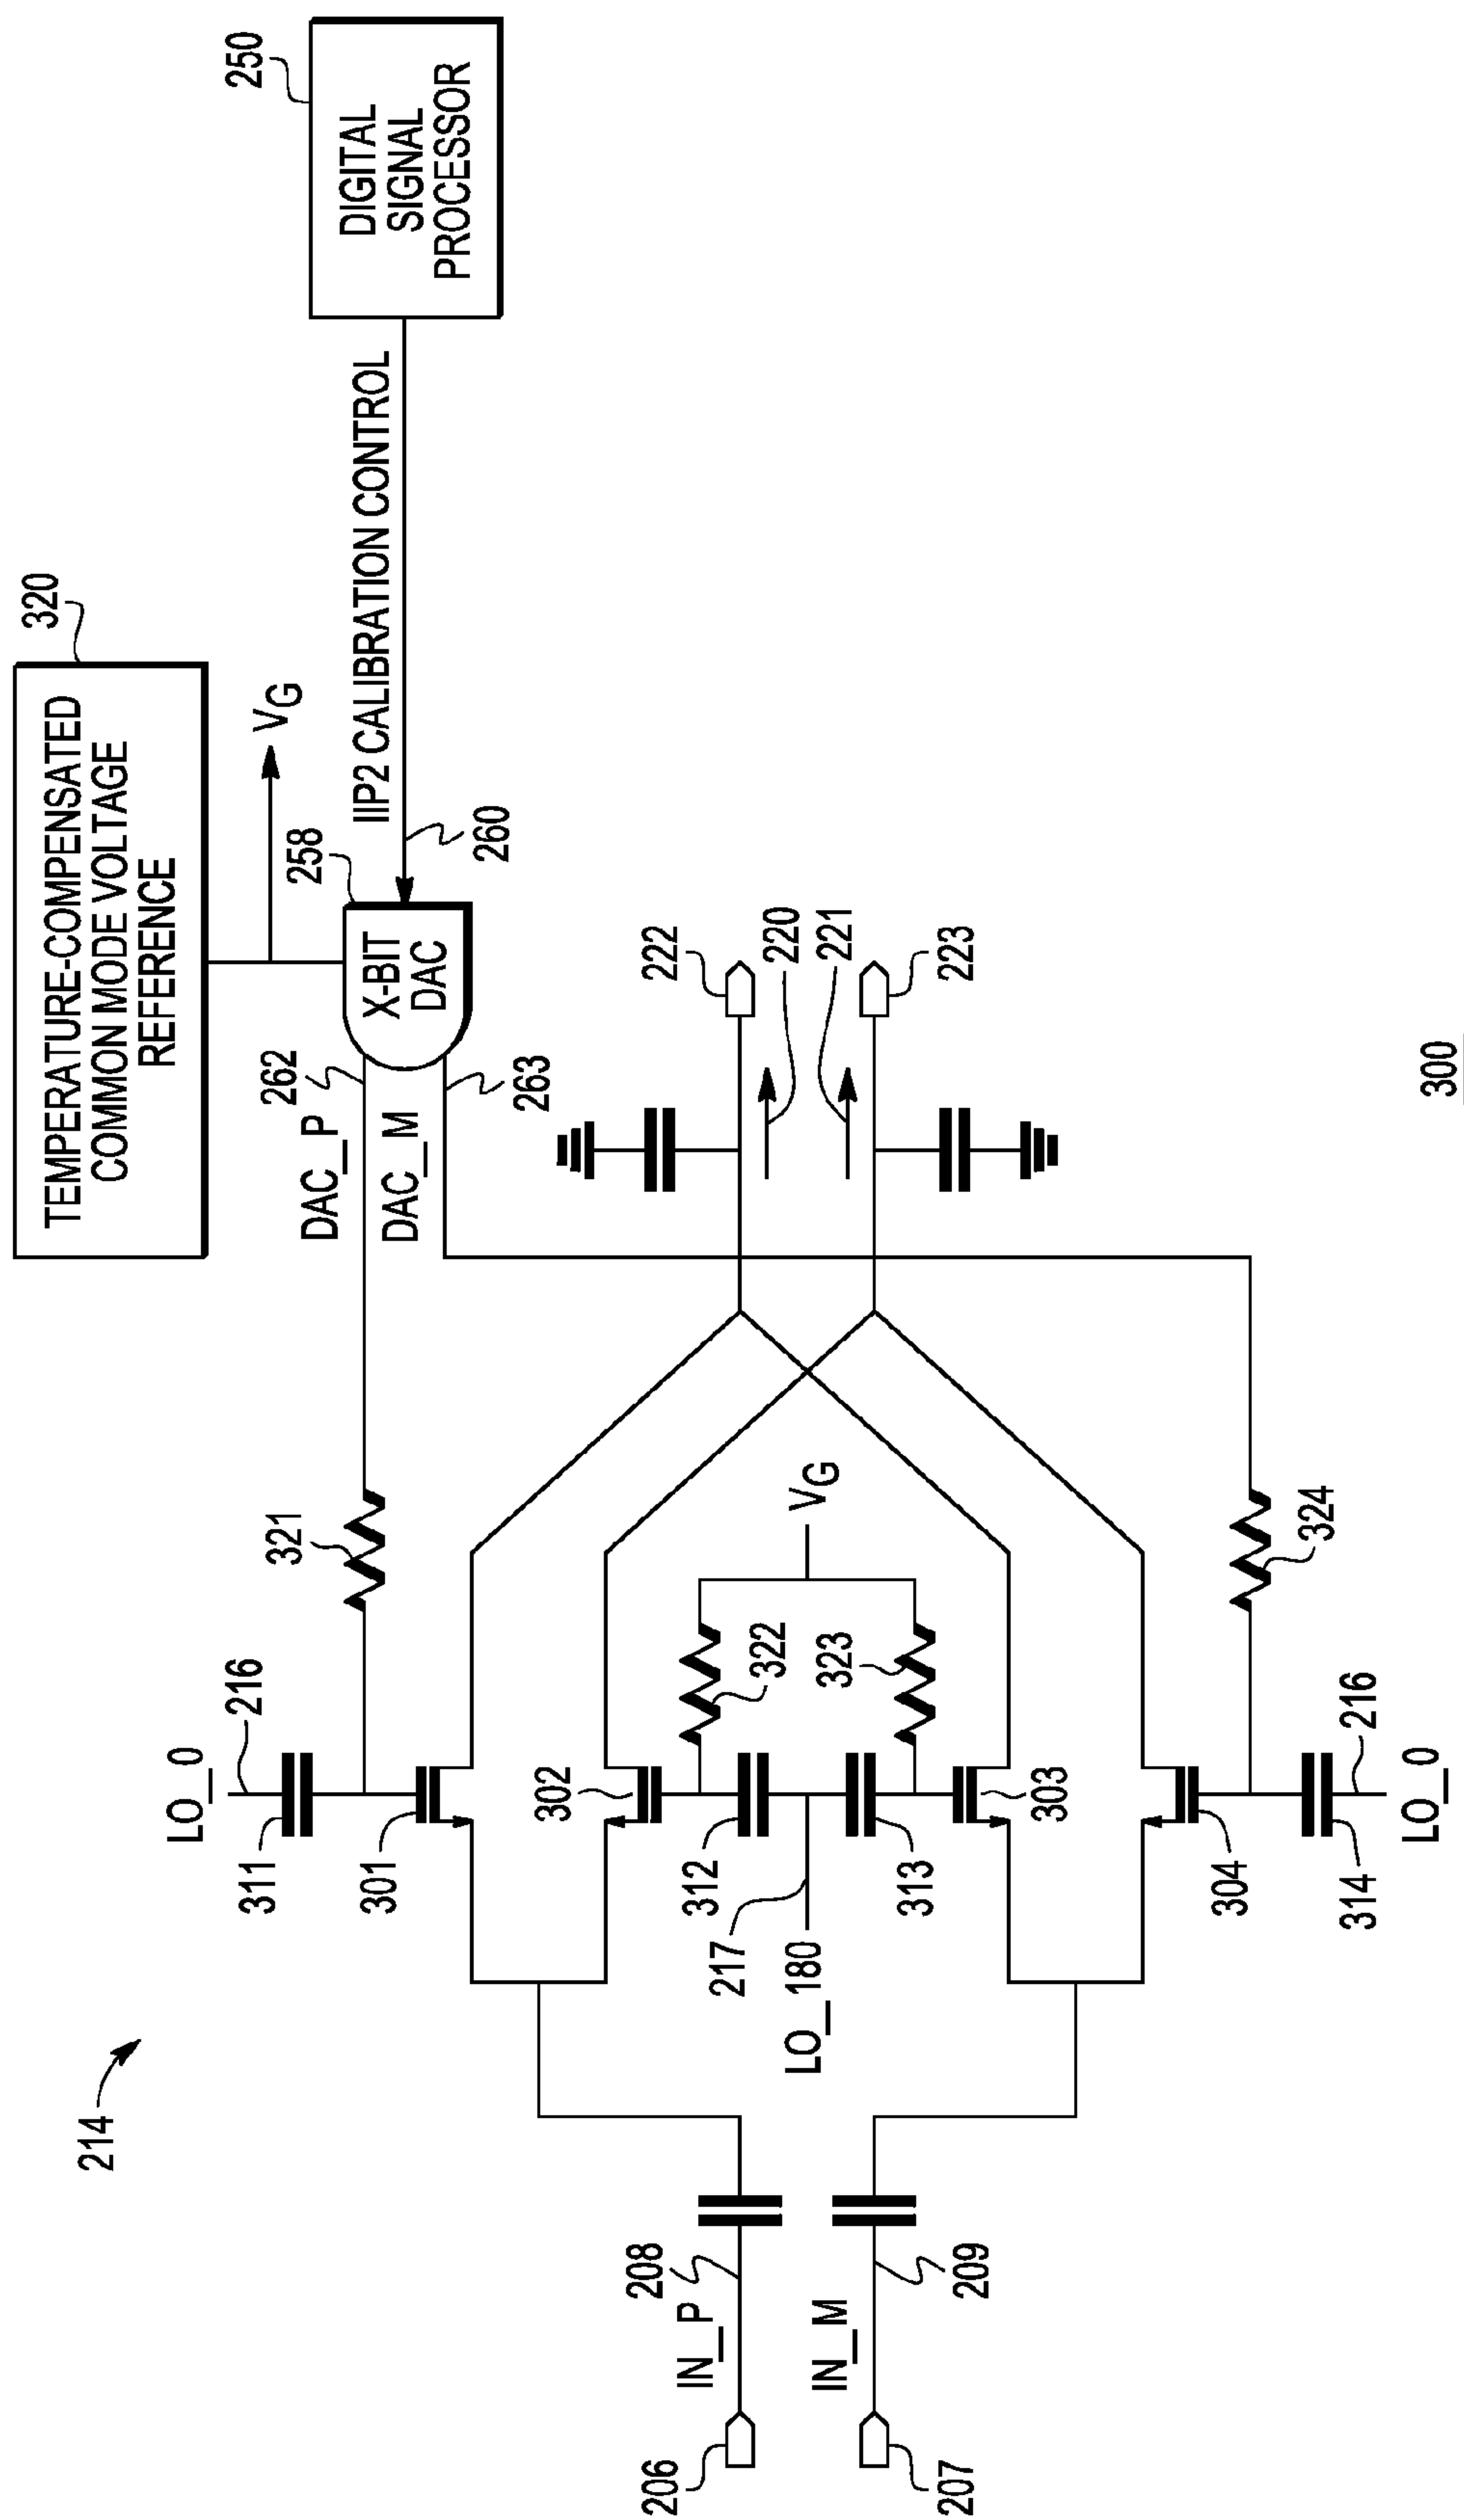 214
TEMPERATURE-COMPENSATED
COMMON MODE VOLTAGE
REFERENCE
320
LO_0
216
311
301
321
DAC_P
262
DAC_M
263
X-BIT
DAC
258
VG
IIP2 CALIBRATION CONTROL
260
DIGITAL
SIGNAL
PROCESSOR
250
206
IN_P
208
IN_M
207
209
302
312
322
217
LO_180
VG
323
313
303
222
220
221
223
304
324
314
216
LO_0
300